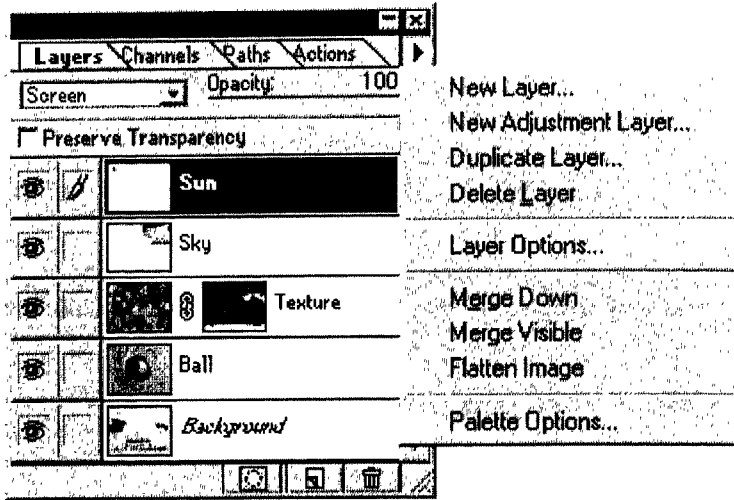 Layers Channels Paths Actions
Screen Opacity: 100
Preserve Transparency
Sun
Sky
Texture
Ball
Background
New Layer...
New Adjustment Layer...
Duplicate Layer...
Delete Layer
Layer Options...
Merge Down
Merge Visible
Flatten Image
Palette Options...